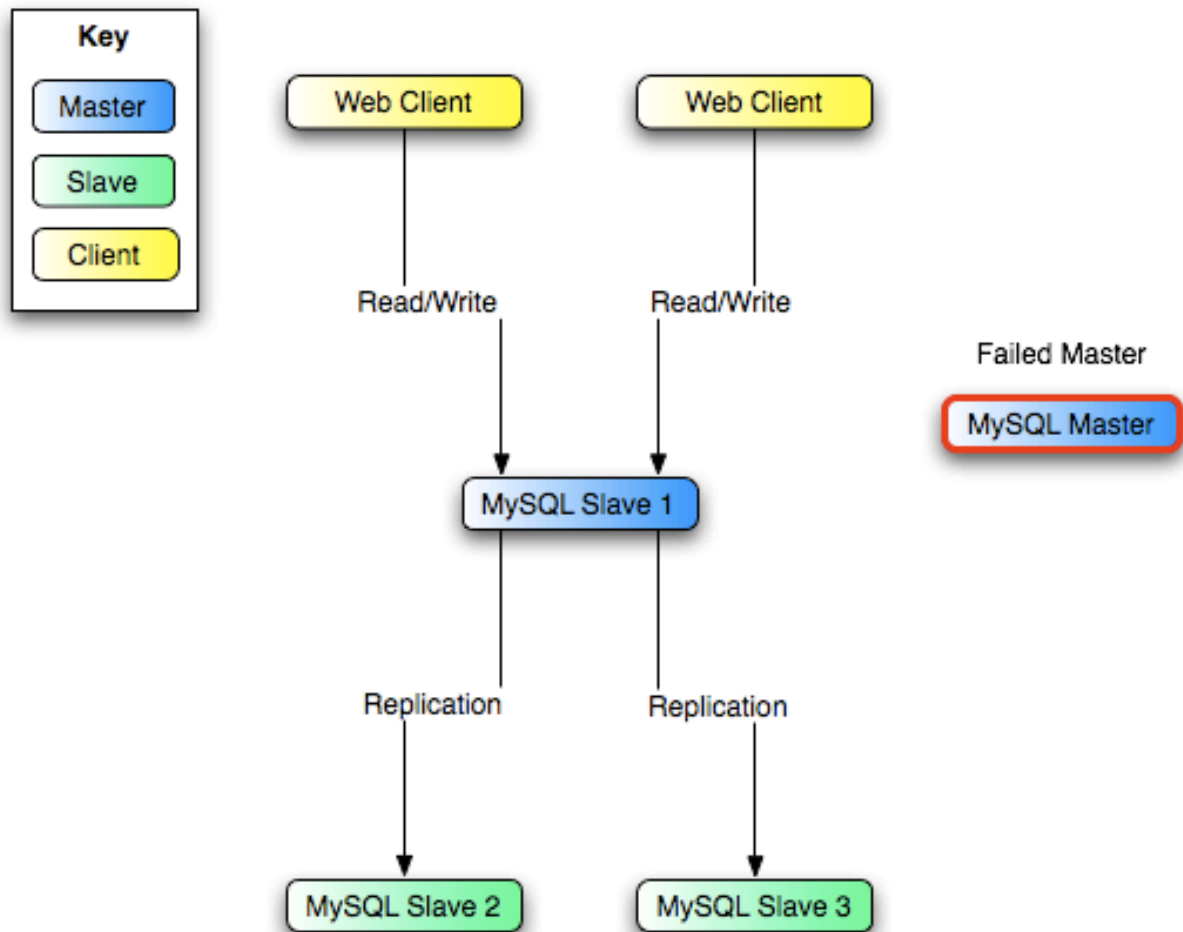 Key
Master
Slave
Client
Web Client
Web Client
Read/Write
Read/Write
Failed Master
MySQL Master
MySQL Slave 1
Replication
Replication
MySQL Slave 2
MySQL Slave 3